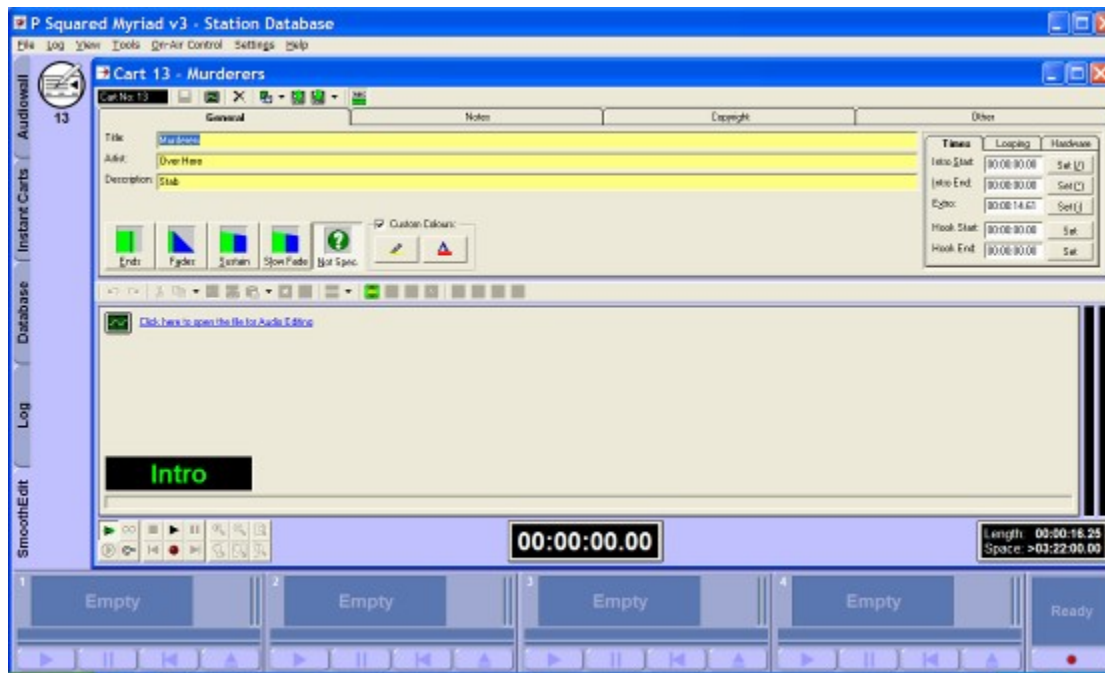 P Squared Myriad v3 - Station Database
File Log View Tools On-Air Control Settings Help
Cart 13 - Murderers
Cart No: 13
13
General Notes Copyright Other
Title: Murderers
Artist: Over Here
Description: Stab
Times Looping Hardware
Intro Start: 00:00:00.00 Set (/)
Intro End: 00:00:00.00 Set (*)
Extro: 00:00:14.61 Set (-)
Hook Start: 00:00:00.00 Set
Hook End: 00:00:00.00 Set
Custom Colours:
Ends Fades Sustain Slow Fade Not Spec.
Audiowall
Instant Carts
Database
Log
SmoothEdit
Click here to open the file for Audio Editing
Intro
00:00:00.00
Length: 00:00:16.25
Space: >03:22:00.00
1 Empty 2 Empty 3 Empty 4 Empty Ready